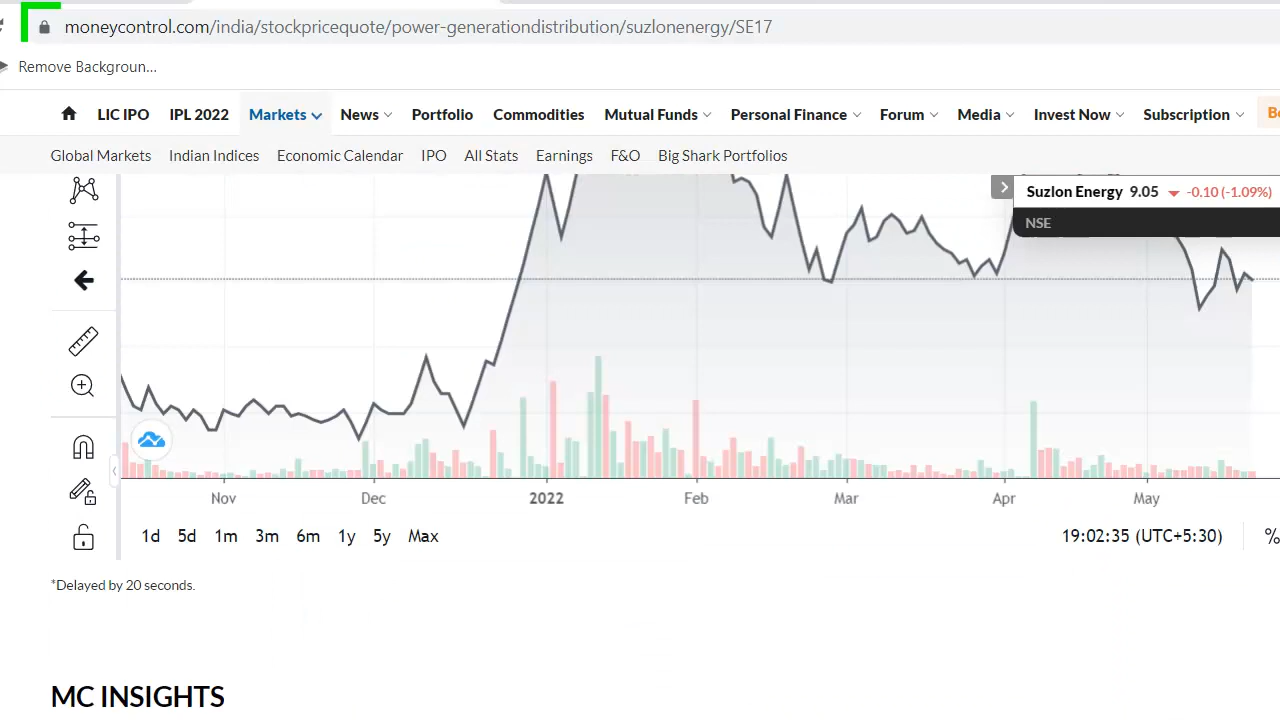 moneycontrol.com/india/stockpricequote/power-generationdistribution/suzlonenergy/SE17
Remove Backgroun...
LIC IPO IPL 2022 Markets News Portfolio Commodities Mutual Funds Personal Finance Forum Media Invest Now Subscription
Global Markets Indian Indices Economic Calendar IPO All Stats Earnings F&O Big Shark Portfolios
Suzlon Energy 9.05 -0.10 (-1.09%)
NSE
Nov Dec 2022 Feb Mar Apr May
1d 5d 1m 3m 6m 1y 5y Max 19:02:35 (UTC+5:30) %
*Delayed by 20 seconds.
MC INSIGHTS